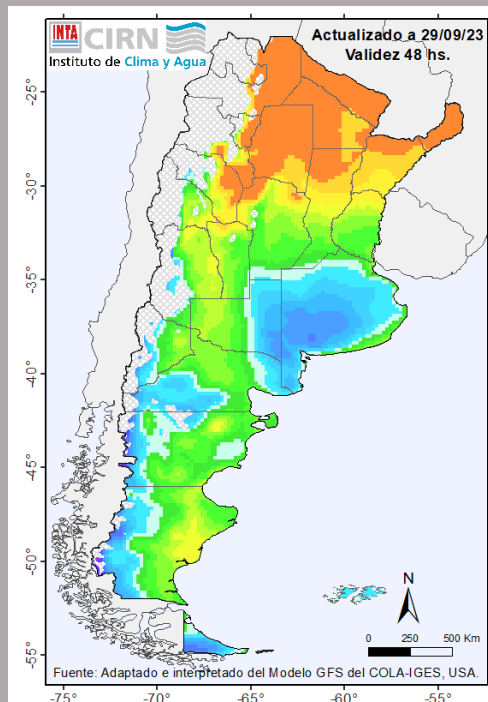 INTA CIRN
Instituto de Clima y Agua
Actualizado a 29/09/23
Validez 48 hs.
-25°
-30°
-35°
-40°
-45°
-50°
-55°
N
0 250 500 Km
Fuente: Adaptado e interpretado del Modelo GFS del COLA-IGES, USA.
-75° -70° -65° -60° -55°